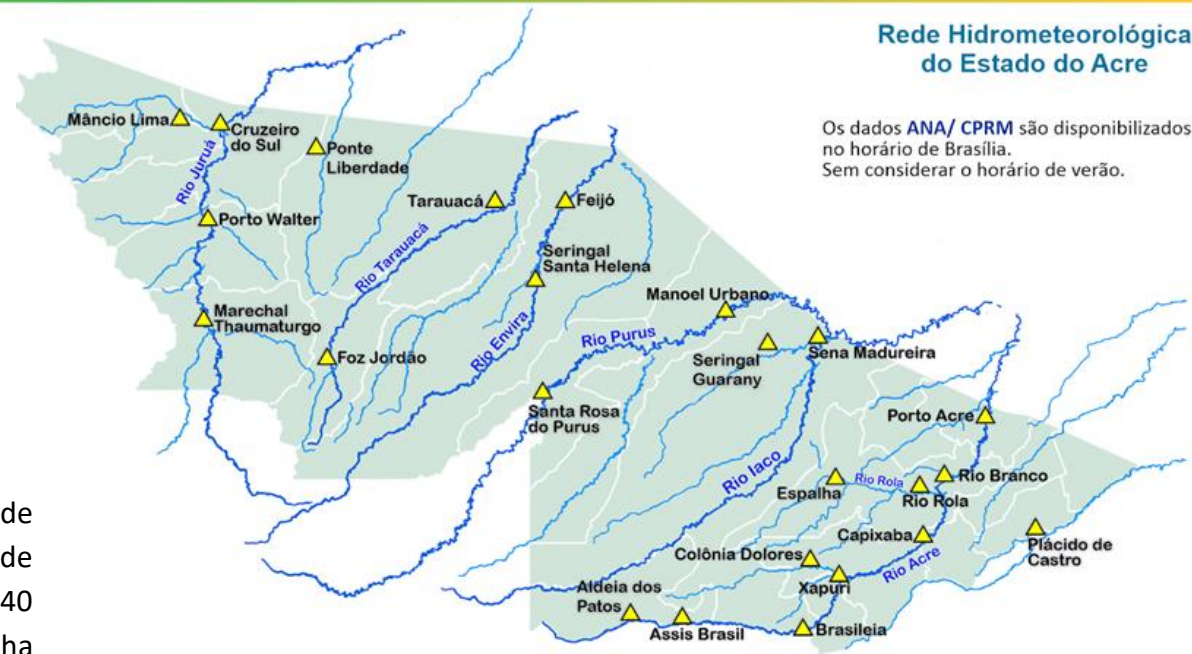 Rede Hidrometeorológica
do Estado do Acre
Os dados ANA/ CPRM são disponibilizados
no horário de Brasília.
Sem considerar o horário de verão.
Mâncio Lima
Cruzeiro
do Sul
Ponte
Liberdade
Rio Juruá
Porto Walter
Tarauacá
Feijó
Rio Tarauacá
Seringal
Santa Helena
Marechal
Thaumaturgo
Foz Jordão
Rio Envira
Manoel Urbano
Rio Purus
Seringal
Guarany
Sena Madureira
Santa Rosa
do Purus
Porto Acre
Rio Iaco
Espalha
Rio Rola
Rio Rola
Rio Branco
Capixaba
Plácido de
Castro
Colônia Dolores
Rio Acre
Xapuri
Aldeia dos
Patos
Assis Brasil
Brasileia
de
de
40
ha